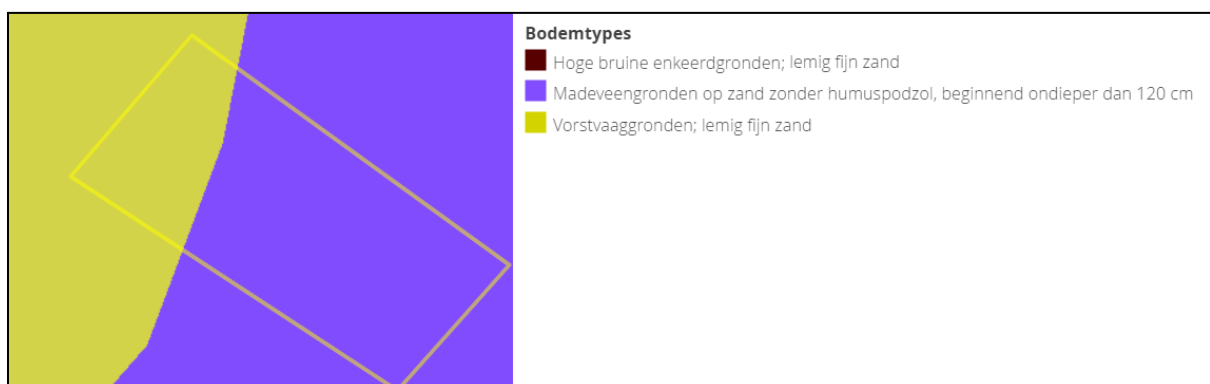 Bodemtypes
Hoge bruine enkeerdgronden; lemig fijn zand
Madeveengronden op zand zonder humuspodzol, beginnend ondieper dan 120 cm
Vorstvaaggronden; lemig fijn zand